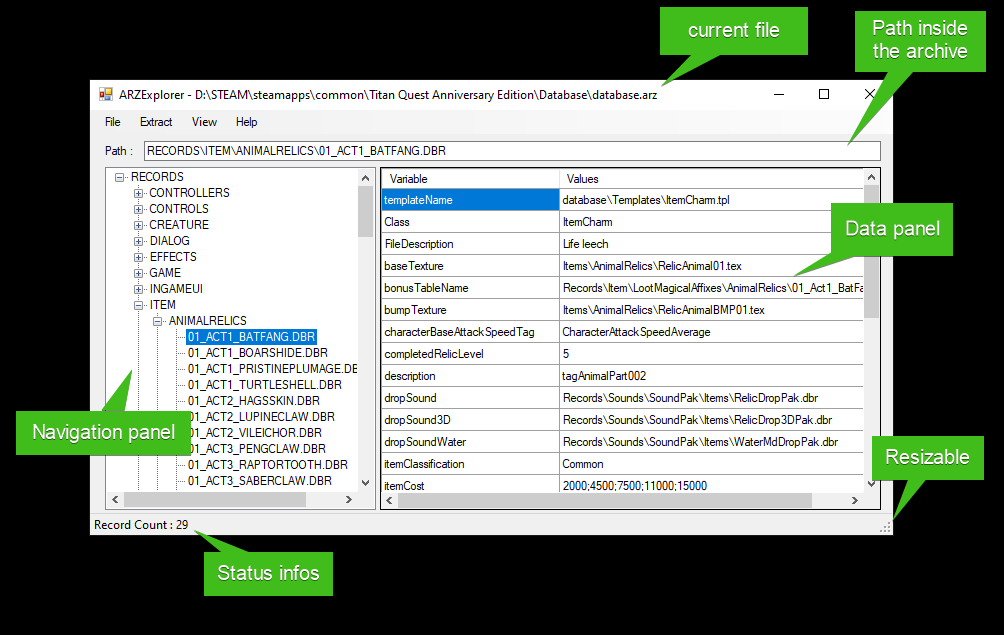 current file
Path inside
the archive
ARZExplorer - D:\STEAM\steamapps\common\Titan Quest Anniversary Edition\Database\database.arz
File Extract View Help
Path : RECORDS\ITEM\ANIMALRELICS\01_ACT1_BATFANG.DBR
RECORDS
CONTROLLERS
CONTROLS
CREATURE
DIALOG
EFFECTS
GAME
INGAMEUI
ITEM
ANIMALRELICS
01_ACT1_BATFANG.DBR
01_ACT1_BOARSHIDE.DBR
01_ACT1_PRISTINEPLUMAGE.DB
01_ACT1_TURTLESHELL.DBR
01_ACT2_HAGSSKIN.DBR
01_ACT2_LUPINECLAW.DBR
01_ACT2_VILEICHOR.DBR
01_ACT3_PENGCLAW.DBR
01_ACT3_RAPTORTOOTH.DBR
01_ACT3_SABERCLAW.DBR
Variable Values
templateName database\Templates\ItemCharm.tpl
Class ItemCharm
FileDescription Life leech
baseTexture Items\AnimalRelics\RelicAnimal01.tex
bonusTableName Records\Item\LootMagicalAffixes\AnimalRelics\01_Act1_BatFa
bumpTexture Items\AnimalRelics\RelicAnimalBMP01.tex
characterBaseAttackSpeedTag CharacterAttackSpeedAverage
completedRelicLevel 5
description tagAnimalPart002
dropSound Records\Sounds\SoundPak\Items\RelicDropPak.dbr
dropSound3D Records\Sounds\SoundPak\Items\RelicDrop3DPak.dbr
dropSoundWater Records\Sounds\SoundPak\Items\WaterMdDropPak.dbr
itemClassification Common
itemCost 2000;4500;7500;11000;15000
Data panel
Navigation panel
Resizable
Record Count : 29
Status infos